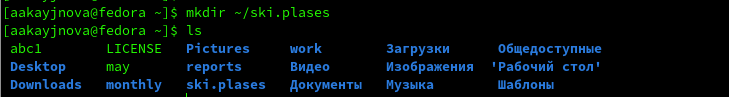 [aakayjnova@fedora ~]$ mkdir ~/ski.plases
[aakayjnova@fedora ~]$ ls
abc1 LICENSE Pictures work Загрузки Общедоступные
Desktop may reports Видео Изображения 'Рабочий стол'
Downloads monthly ski.plases Документы Музыка Шаблоны